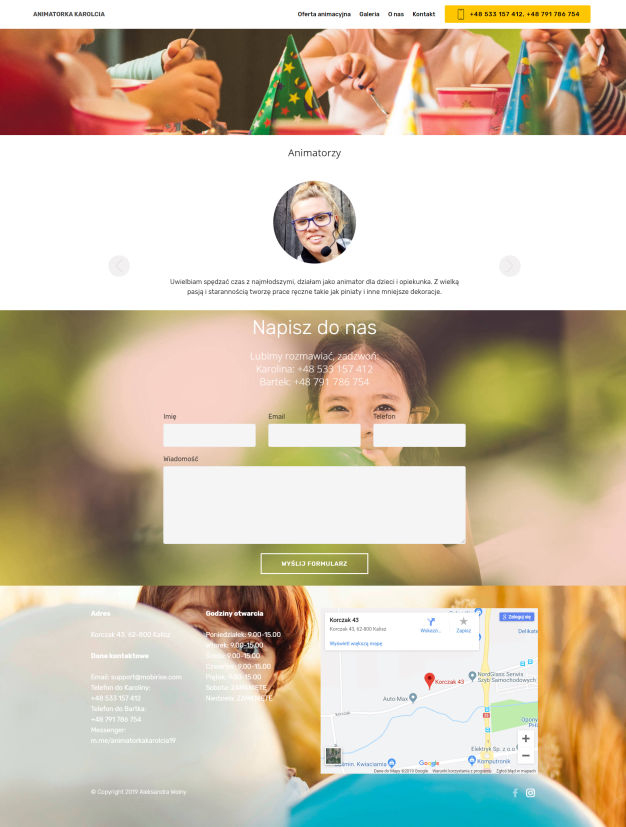 ANIMATORKA KAROLCIA
Oferta animacyjna Galeria O nas Kontakt +48 533 157 412, +48 791 786 754
Animatorzy
Uwielbiam spędzać czas z najmłodszymi, działam jako animator dla dzieci i opiekunka. Z wielką
pasją i starannością tworzę prace ręczne takie jak piniaty i inne mniejsze dekoracje.
Napisz do nas
Lubimy rozmawiać, zadzwoń:
Karolina: +48 533 157 412
Bartek: +48 791 786 754
Imię Email Telefon
Wiadomość
WYŚLIJ FORMULARZ
Adres
Korczak 43, 62-800 Kalisz
Dane kontaktowe
Email: support@mobirise.com
Telefon do Karoliny:
+48 533 157 412
Telefon do Bartka:
+48 791 786 754
Messenger:
m.me/animatorkakarolcia19
Godziny otwarcia
Poniedziałek: 9.00-15.00
Wtorek: 9.00-15.00
Środa: 9.00-15.00
Czwartek: 9.00-15.00
Piątek: 9.00-15.00
Sobota: ZAMKNIĘTE
Niedziela: ZAMKNIĘTE
Korczak 43
Korczak 43, 62-800 Kalisz
Wyświetl większą mapę
Wskazó... Zapisz
Zaloguj się
Delikate
NordGlass Serwis
Szyb Samochodowych
Korczak 43
Auto Max
Korczak
Opony
Elektryk Sp. z o.o.
Komputronik
Google
Dane do Mapy ©2019 Google Warunki korzystania z programu Zgłoś błąd w mapach
© Copyright 2019 Aleksandra Wolny